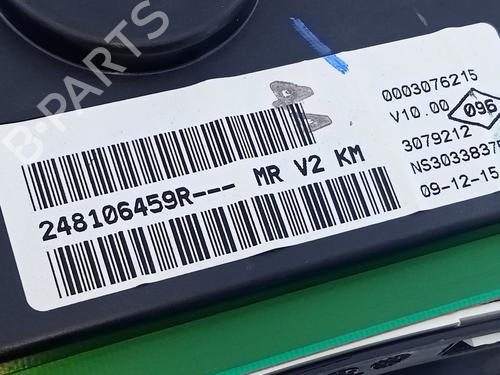 B-PARTS
0003076215
V10.00
096
3079212
NS3033837
09-12-15
248106459R--- MR V2 KM